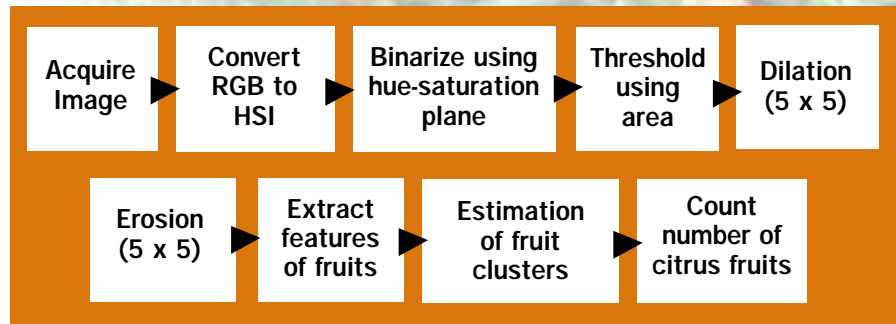 Acquire
Image
Convert
RGB to
HSI
Binarize using
hue-saturation
plane
Threshold
using
area
Dilation
(5 x 5)
Erosion
(5 x 5)
Extract
features
of fruits
Estimation
of fruit
clusters
Count
number of
citrus fruits